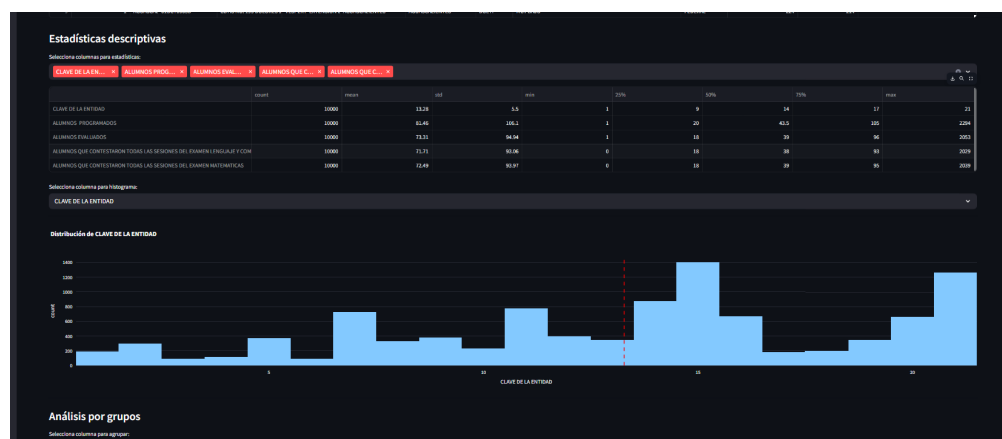 Estadísticas descriptivas
Selecciona columnas para estadísticas:
CLAVE DE LA EN... × ALUMNOS PROG... × ALUMNOS EVAL... × ALUMNOS QUE C... × ALUMNOS QUE C... ×
count mean std min 25% 50% 75% max
CLAVE DE LA ENTIDAD 10000 13.28 5.5 1 9 14 17 21
ALUMNOS PROGRAMADOS 10000 81.46 106.1 1 20 43.5 105 2294
ALUMNOS EVALUADOS 10000 73.31 94.94 1 18 39 96 2053
ALUMNOS QUE CONTESTARON TODAS LAS SESIONES DEL EXAMEN LENGUAJE Y COM 10000 71.71 93.06 0 18 38 93 2029
ALUMNOS QUE CONTESTARON TODAS LAS SESIONES DEL EXAMEN MATEMATICAS 10000 72.49 93.97 0 18 39 95 2039
Selecciona columna para histograma:
CLAVE DE LA ENTIDAD
Distribución de CLAVE DE LA ENTIDAD
1400
1200
1000
800
600
400
200
0
count
5 10 15 20
CLAVE DE LA ENTIDAD
Análisis por grupos
Selecciona columna para agrupar: